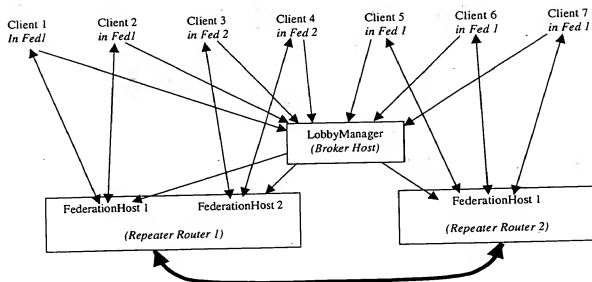 Client 1
In Fed1
Client 2
in Fed1
Client 3
in Fed 2
Client 4
in Fed 2
Client 5
in Fed 1
Client 6
in Fed 1
Client 7
in Fed 1
LobbyManager
(Broker Host)
FederationHost 1
FederationHost 2
(Repeater Router 1)
FederationHost 1
(Repeater Router 2)